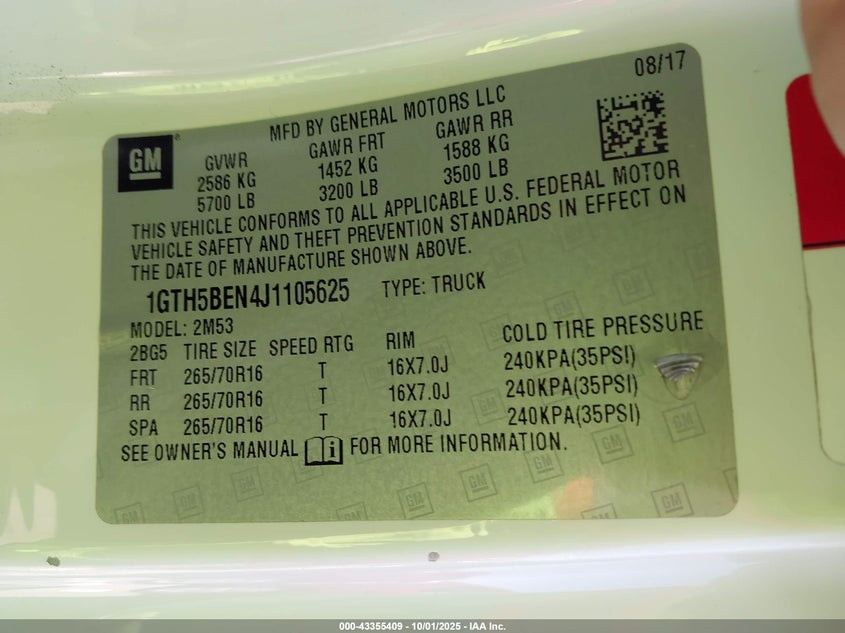 08/17
MFD BY GENERAL MOTORS LLC
GM
GVWR GAWR FRT GAWR RR
2586 KG 1452 KG 1588 KG
5700 LB 3200 LB 3500 LB
THIS VEHICLE CONFORMS TO ALL APPLICABLE U.S. FEDERAL MOTOR
VEHICLE SAFETY AND THEFT PREVENTION STANDARDS IN EFFECT ON
THE DATE OF MANUFACTURE SHOWN ABOVE.
1GTH5BEN4J1105625 TYPE: TRUCK
MODEL: 2M53
2BG5 TIRE SIZE SPEED RTG RIM COLD TIRE PRESSURE
FRT 265/70R16 T 16X7.0J 240KPA(35PSI)
RR 265/70R16 T 16X7.0J 240KPA(35PSI)
SPA 265/70R16 T 16X7.0J 240KPA(35PSI)
SEE OWNER'S MANUAL i FOR MORE INFORMATION.
000-43355409 - 10/01/2025 - IAA Inc.